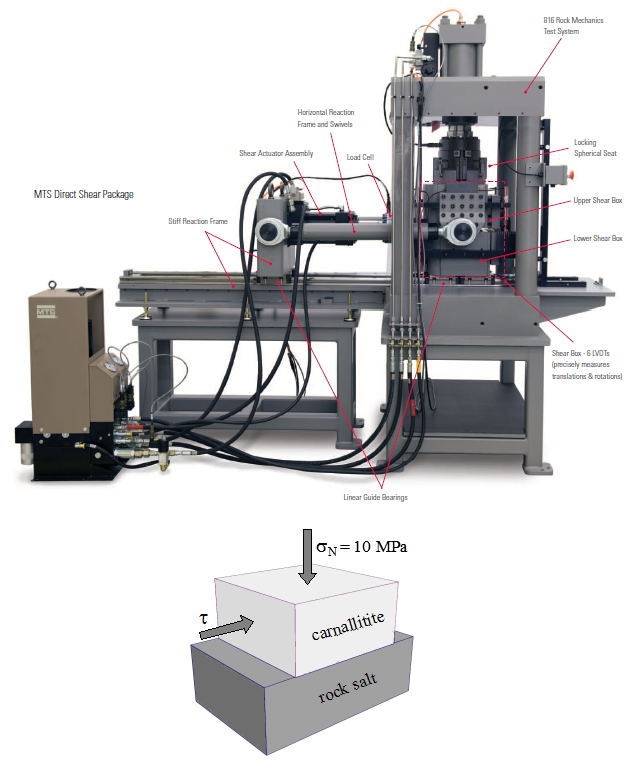 816 Rock Mechanics
Test System
Horizontal Reaction
Frame and Swivels
Shear Actuator Assembly
Load Cell
Locking
Spherical Seat
MTS Direct Shear Package
Upper Shear Box
Stiff Reaction Frame
Lower Shear Box
MTS
Shear Box - 6 LVDTs
(precisely measures
translations & rotations)
Linear Guide Bearings
σN = 10 MPa
τ
carnallitite
rock salt